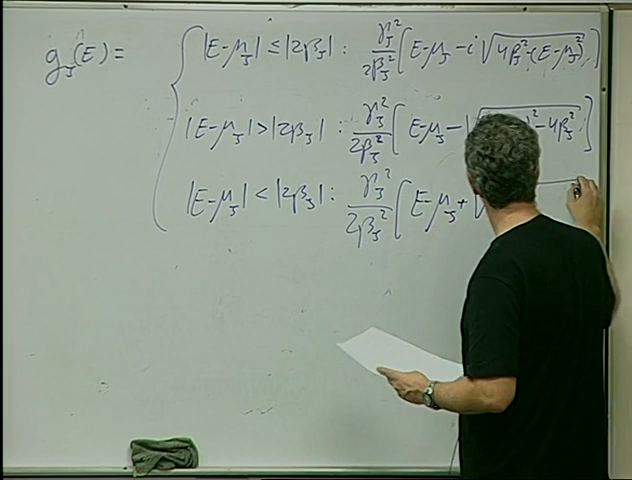 g_J(E) = { |E-μ_J| ≤ |2β_J| : γ_J²/2β_J² [E-μ_J - i√(4β_J²-(E-μ_J)²)]
|E-μ_J| > |2β_J| : γ_J²/2β_J² [E-μ_J - √( )²-4β_J²]
|E-μ_J| < |2β_J| : γ_J²/2β_J² [E-μ_J + √